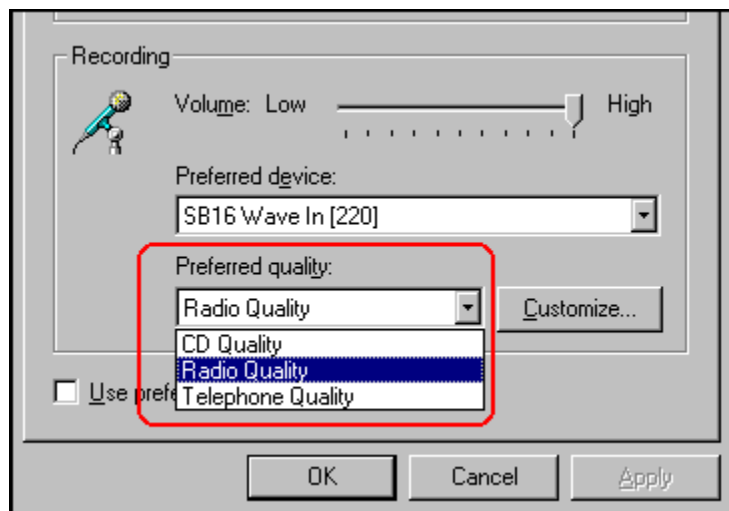 Recording
Volume: Low High
Preferred device:
SB16 Wave In [220]
Preferred quality:
Radio Quality
Customize...
CD Quality
Radio Quality
Telephone Quality
Use
OK Cancel Apply